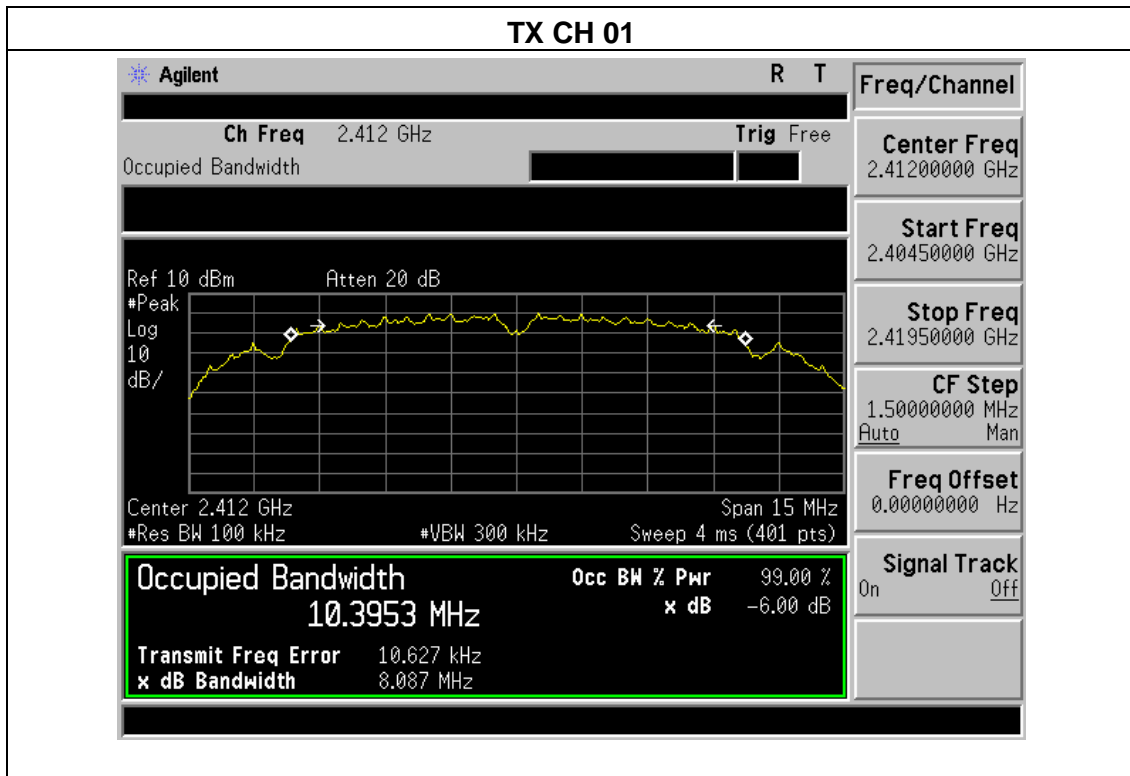 TX CH 01
Agilent R T
Ch Freq 2.412 GHz Trig Free
Occupied Bandwidth
Ref 10 dBm Atten 20 dB
#Peak
Log
10
dB/
Center 2.412 GHz Span 15 MHz
#Res BW 100 kHz #VBW 300 kHz Sweep 4 ms (401 pts)
Occupied Bandwidth Occ BW % Pwr 99.00 %
10.3953 MHz x dB -6.00 dB
Transmit Freq Error 10.627 kHz
x dB Bandwidth 8.087 MHz
Freq/Channel
Center Freq
2.41200000 GHz
Start Freq
2.40450000 GHz
Stop Freq
2.41950000 GHz
CF Step
1.50000000 MHz
Auto Man
Freq Offset
0.00000000 Hz
Signal Track
On Off